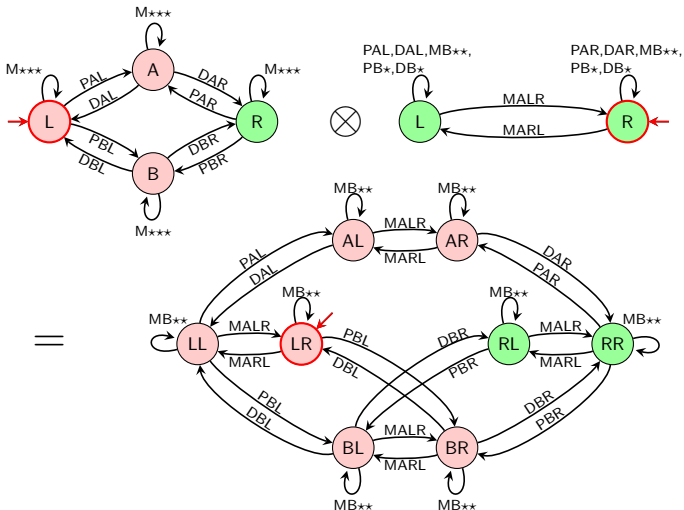 M⋆⋆⋆
PAL,DAL,MB⋆⋆,
PB⋆,DB⋆
PAR,DAR,MB⋆⋆,
PB⋆,DB⋆
M⋆⋆⋆
A
M⋆⋆⋆
PAL
DAL
DAR
PAR
MALR
L
R
⊗
L
R
MARL
PBL
DBL
DBR
PBR
B
M⋆⋆⋆
MB⋆⋆
MB⋆⋆
AL
MALR
AR
MARL
PAL
DAL
DAR
PAR
=
MB⋆⋆
MB⋆⋆
MB⋆⋆
MB⋆⋆
LL
MALR
LR
PBL
DBR
RL
MALR
RR
MARL
DBL
PBR
MARL
PBL
DBL
DBR
PBR
BL
MALR
BR
MARL
MB⋆⋆
MB⋆⋆